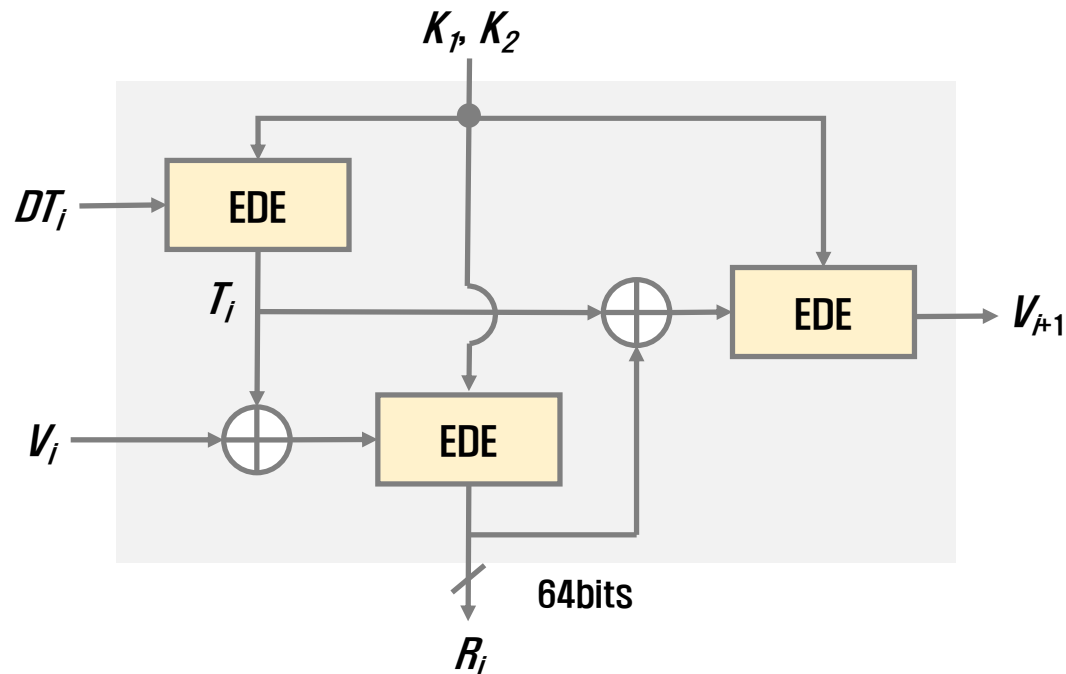 K1, K2
EDE
DTi
Ti
EDE
Vi+1
Vi
EDE
64bits
Ri